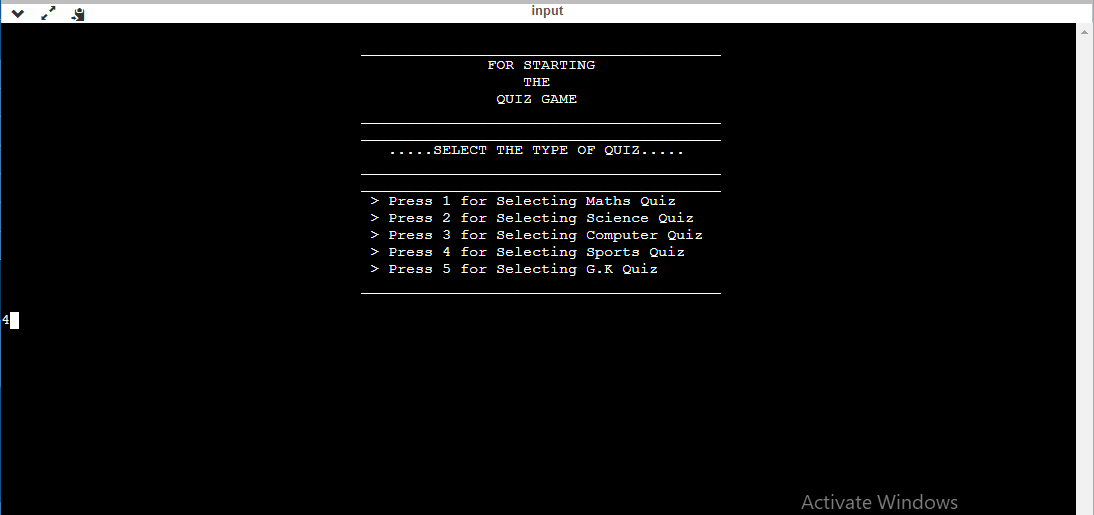 input
FOR STARTING
THE
QUIZ GAME
.....SELECT THE TYPE OF QUIZ.....
> Press 1 for Selecting Maths Quiz
> Press 2 for Selecting Science Quiz
> Press 3 for Selecting Computer Quiz
> Press 4 for Selecting Sports Quiz
> Press 5 for Selecting G.K Quiz
4
Activate Windows